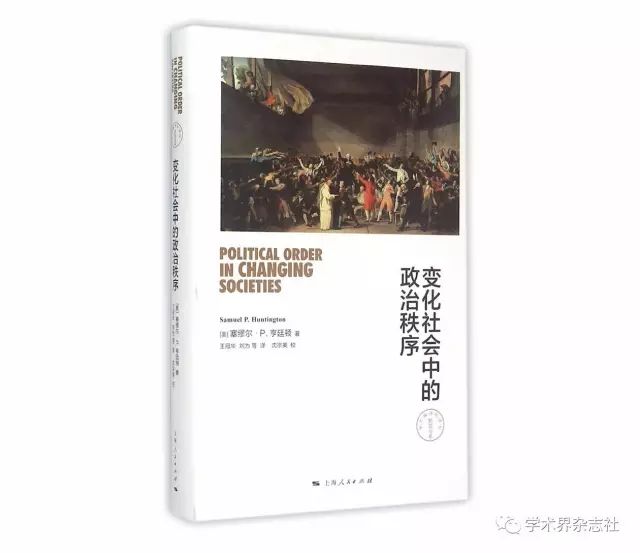 POLITICAL ORDER
IN CHANGING
SOCIETIES
Samuel P. Huntington
[美] 塞缪尔·P. 亨廷顿 著
王冠华 刘为 等 译 沈宗美 校
变化社会中的
政治秩序
上海人民出版社
POLITICAL ORDER
IN CHANGING
变化社会中的政治秩序
学术界杂志社